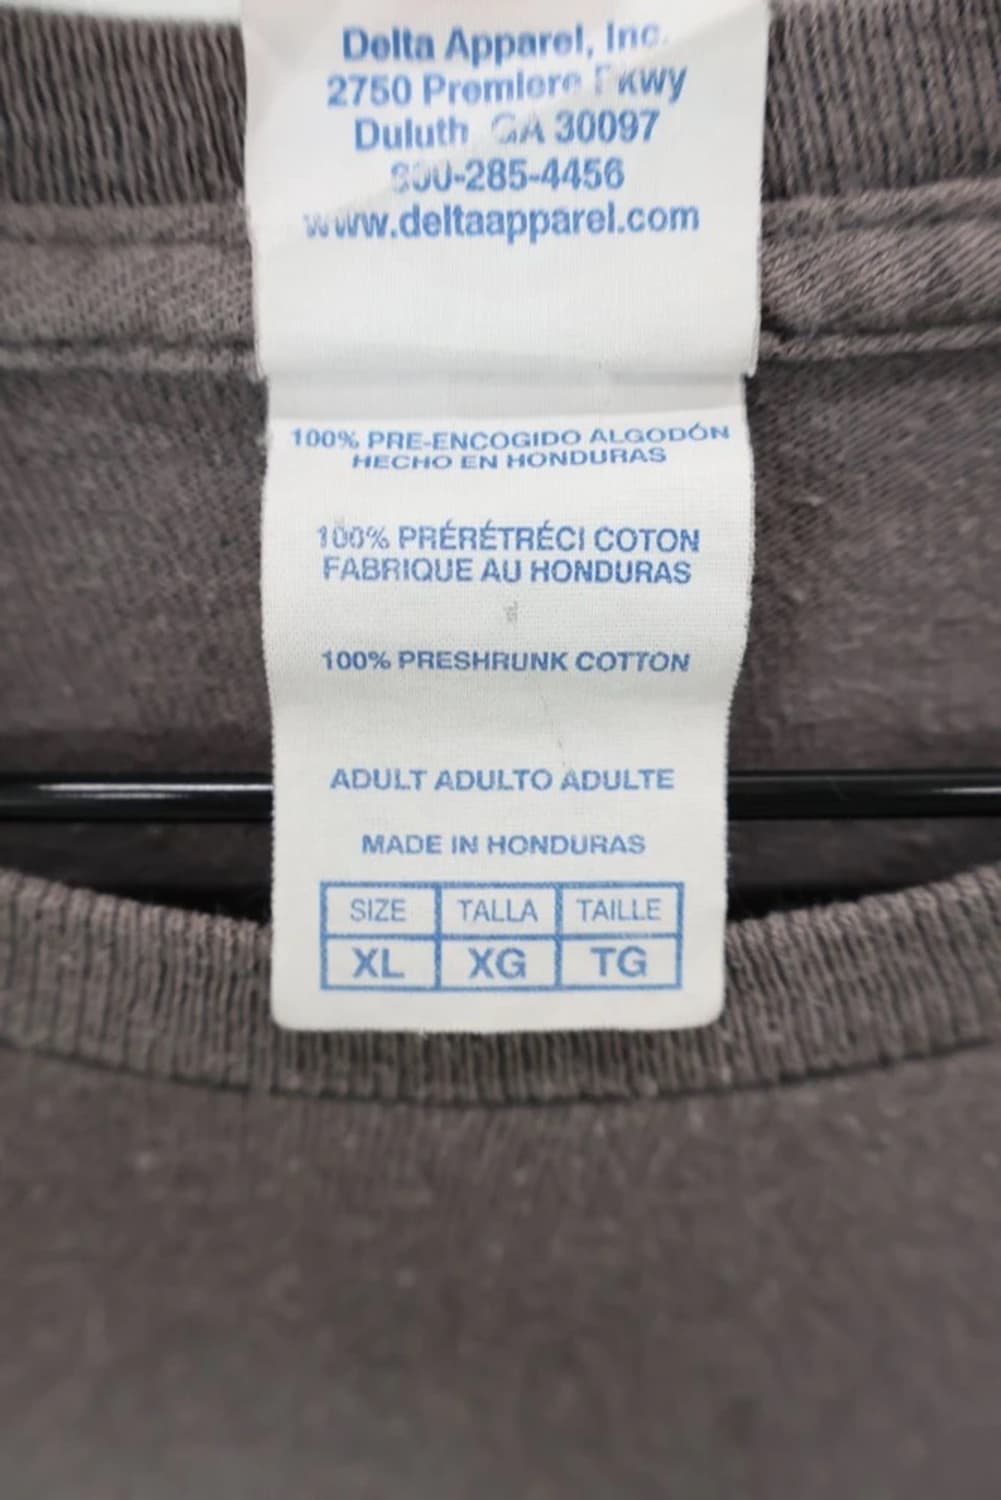 Delta Apparel, Inc.
2750 Premiere Pkwy
Duluth, GA 30097
800-285-4456
www.deltaapparel.com
100% PRE-ENCOGIDO ALGODÓN
HECHO EN HONDURAS
100% PRÉRÉTRÉCI COTON
FABRIQUE AU HONDURAS
100% PRESHRUNK COTTON
ADULT ADULTO ADULTE
MADE IN HONDURAS
SIZE TALLA TAILLE
XL XG TG